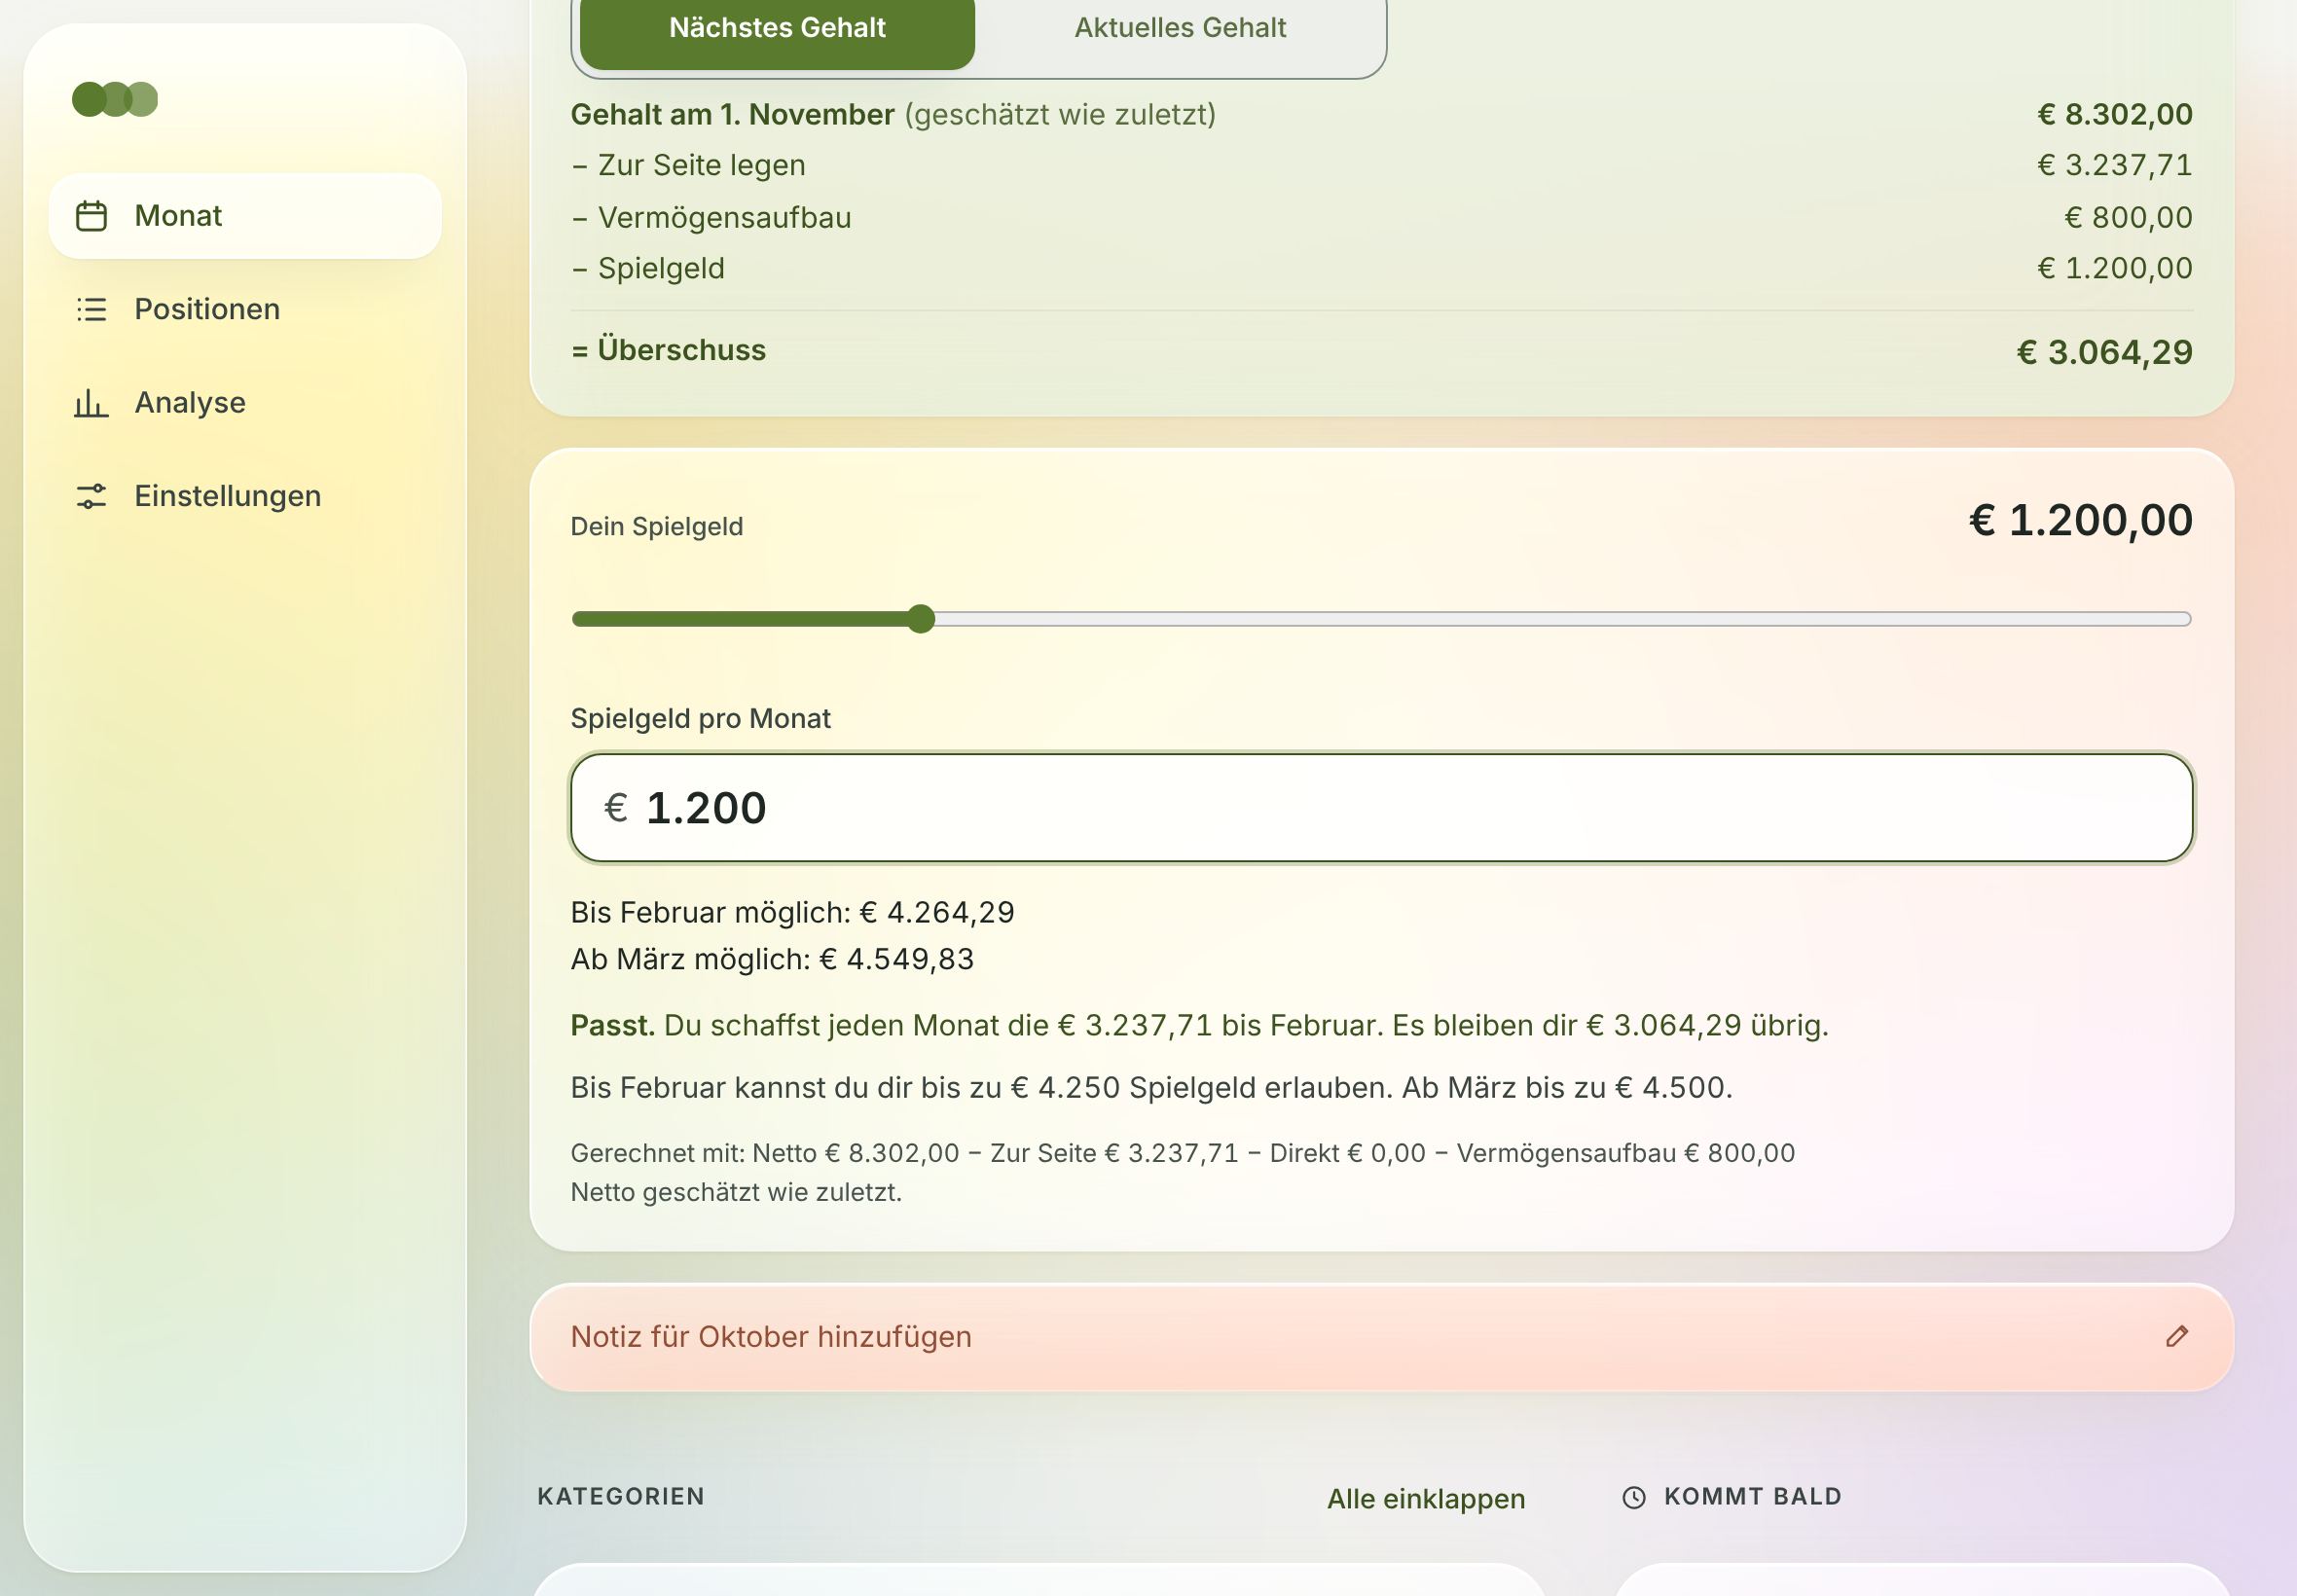 Monat
Positionen
Analyse
Einstellungen
Nächstes Gehalt
Aktuelles Gehalt
Gehalt am 1. November (geschätzt wie zuletzt) € 8.302,00
− Zur Seite legen € 3.237,71
− Vermögensaufbau € 800,00
− Spielgeld € 1.200,00
= Überschuss € 3.064,29
Dein Spielgeld € 1.200,00
Spielgeld pro Monat
€ 1.200
Bis Februar möglich: € 4.264,29
Ab März möglich: € 4.549,83
Passt. Du schaffst jeden Monat die € 3.237,71 bis Februar. Es bleiben dir € 3.064,29 übrig.
Bis Februar kannst du dir bis zu € 4.250 Spielgeld erlauben. Ab März bis zu € 4.500.
Gerechnet mit: Netto € 8.302,00 − Zur Seite € 3.237,71 − Direkt € 0,00 − Vermögensaufbau € 800,00
Netto geschätzt wie zuletzt.
Notiz für Oktober hinzufügen
KATEGORIEN
Alle einklappen
KOMMT BALD